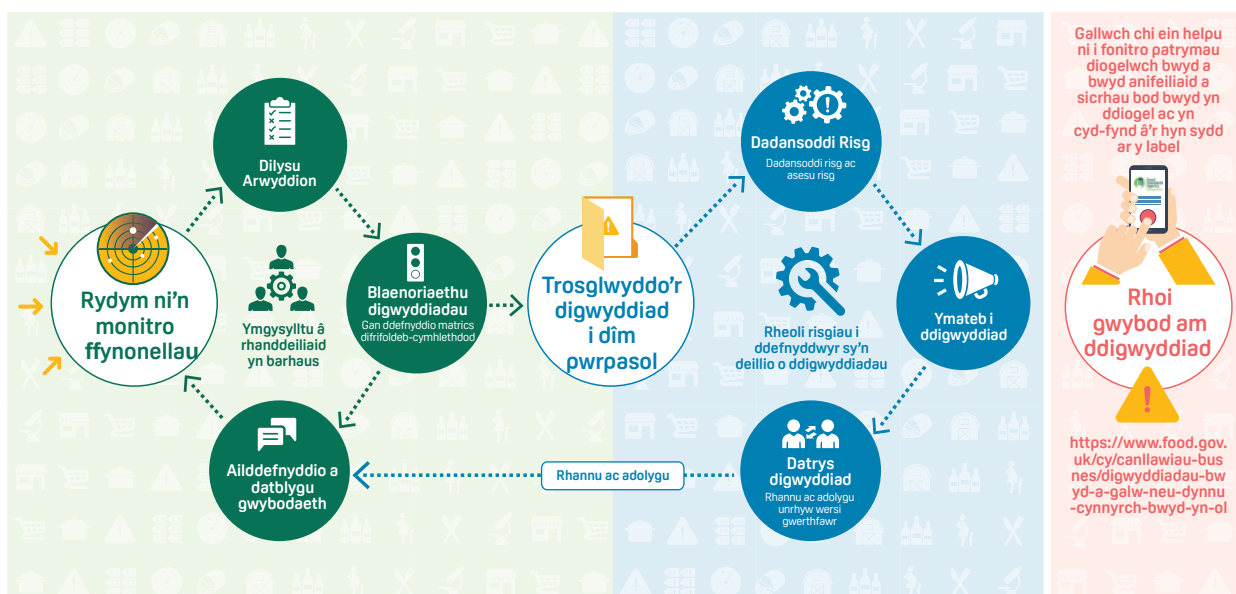 Rydym ni'n
monitro
ffynonellau
Dilysu
Arwyddion
Ymgysylltu â
rhanddeiliaid
yn barhaus
Blaenoriaethu
digwyddiadau
Gan ddefnyddio matrics
difrifoldeb-cymhlethdod
Ailddefnyddio a
datblygu
gwybodaeth
Trosglwyddo'r
digwyddiad
i dîm
pwrpasol
Dadansoddi Risg
Dadansoddi risg ac
asesu risg
Rheoli risgiau i
ddefnyddwyr sy'n
deillio o ddigwyddiadau
Ymateb i
ddigwyddiad
Datrys
digwyddiad
Rhannu ac adolygu
unrhyw wersi
gwerthfawr
Rhannu ac adolygu
Gallwch chi ein helpu
ni i fonitro patrymau
diogelwch bwyd a
bwyd anifeiliaid a
sicrhau bod bwyd yn
ddiogel ac yn
cyd-fynd â'r hyn sydd
ar y label
Rhoi
gwybod am
ddigwyddiad
https://www.food.gov.
uk/cy/canllawiau-bus
nes/digwyddiadau-bw
yd-a-galw-neu-dynnu
-cynnyrch-bwyd-yn-ol